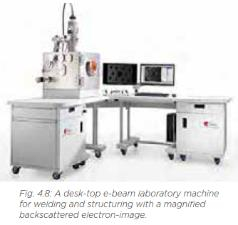 Fig. 4.8: A desk-top e-beam laboratory machine
for welding and structuring with a magnified
backscattered electron-image.